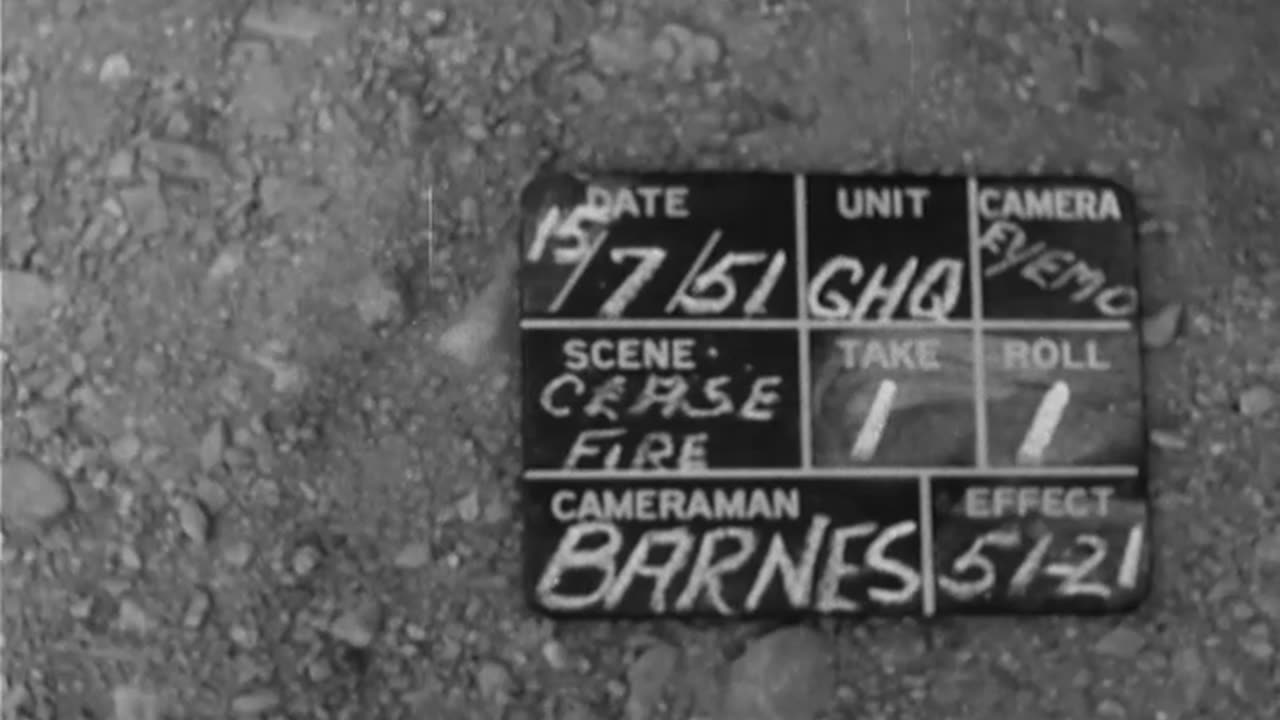 DATE UNIT CAMERA
15/7/51 GHQ EYEMO
SCENE TAKE ROLL
CEASE 1 1
FIRE
CAMERAMAN EFFECT
BARNES 51-21